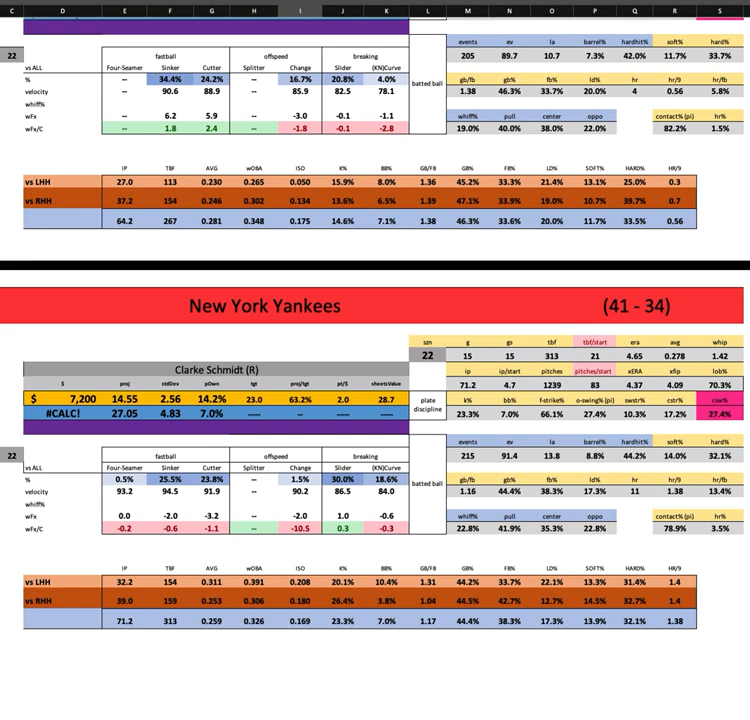 C D E F G H I J K L M N O P Q R S
events ev la barrel% hardhit% soft% hard%
22 fastball offspeed breaking 205 89.7 10.7 7.3% 42.0% 11.7% 33.7%
vs ALL Four-Seamer Sinker Cutter Splitter Change Slider (KN)Curve
% -- 34.4% 24.2% -- 16.7% 20.8% 4.0% batted ball gb/fb gb% fb% ld% hr hr/9 hr/fb
velocity 90.6 88.9 85.9 82.5 78.1 1.38 46.3% 33.7% 20.0% 4 0.56 5.8%
whiff%
wFx 6.2 5.9 -3.0 -0.1 -1.1 whiff% pull center oppo contact% (pi) hr%
wFx/C -- 1.8 2.4 -- -1.8 -0.1 -2.8 19.0% 40.0% 38.0% 22.0% 82.2% 1.5%
IP TBF AVG wOBA ISO K% BB% GB/FB GB% FB% LD% SOFT% HARD% HR/9
vs LHH 27.0 113 0.230 0.265 0.050 15.9% 8.0% 1.36 45.2% 33.3% 21.4% 13.1% 25.0% 0.3
vs RHH 37.2 154 0.246 0.302 0.134 13.6% 6.5% 1.39 47.1% 33.9% 19.0% 10.7% 39.7% 0.7
64.2 267 0.281 0.348 0.175 14.6% 7.1% 1.38 46.3% 33.6% 20.0% 11.7% 33.5% 0.56
New York Yankees (41 - 34)
szn g gs tbf tbf/start era avg whip
22 15 15 313 21 4.65 0.278 1.42
Clarke Schmidt (R) ip ip/start pitches pitches/start xERA xfip lob%
$ proj stdDev pOwn tgt proj/tgt pt/$ sheetsValue 71.2 4.7 1239 83 4.37 4.09 70.3%
$ 7,200 14.55 2.56 14.2% 23.0 63.2% 2.0 28.7 plate discipline k% bb% f-strike% o-swing% (pi) swstr% cstr% csw%
#CALC! 27.05 4.83 7.0% ---- ---- -- ---- 23.3% 7.0% 66.1% 27.4% 10.3% 17.2% 27.4%
events ev la barrel% hardhit% soft% hard%
22 fastball offspeed breaking 215 91.4 13.8 8.8% 44.2% 14.0% 32.1%
vs ALL Four-Seamer Sinker Cutter Splitter Change Slider (KN)Curve
% 0.5% 25.5% 23.8% -- 1.5% 30.0% 18.6% batted ball gb/fb gb% fb% ld% hr hr/9 hr/fb
velocity 93.2 94.5 91.9 90.2 86.5 84.0 1.16 44.4% 38.3% 17.3% 11 1.38 13.4%
whiff%
wFx 0.0 -2.0 -3.2 -2.0 1.0 -0.6 whiff% pull center oppo contact% (pi) hr%
wFx/C -0.2 -0.6 -1.1 -- -10.5 0.3 -0.3 22.8% 41.9% 35.3% 22.8% 78.9% 3.5%
IP TBF AVG wOBA ISO K% BB% GB/FB GB% FB% LD% SOFT% HARD% HR/9
vs LHH 32.2 154 0.311 0.391 0.208 20.1% 10.4% 1.31 44.2% 33.7% 22.1% 13.3% 31.4% 1.4
vs RHH 39.0 159 0.253 0.306 0.180 26.4% 3.8% 1.04 44.5% 42.7% 12.7% 14.5% 32.7% 1.4
71.2 313 0.259 0.326 0.169 23.3% 7.0% 1.17 44.4% 38.3% 17.3% 13.9% 32.1% 1.38